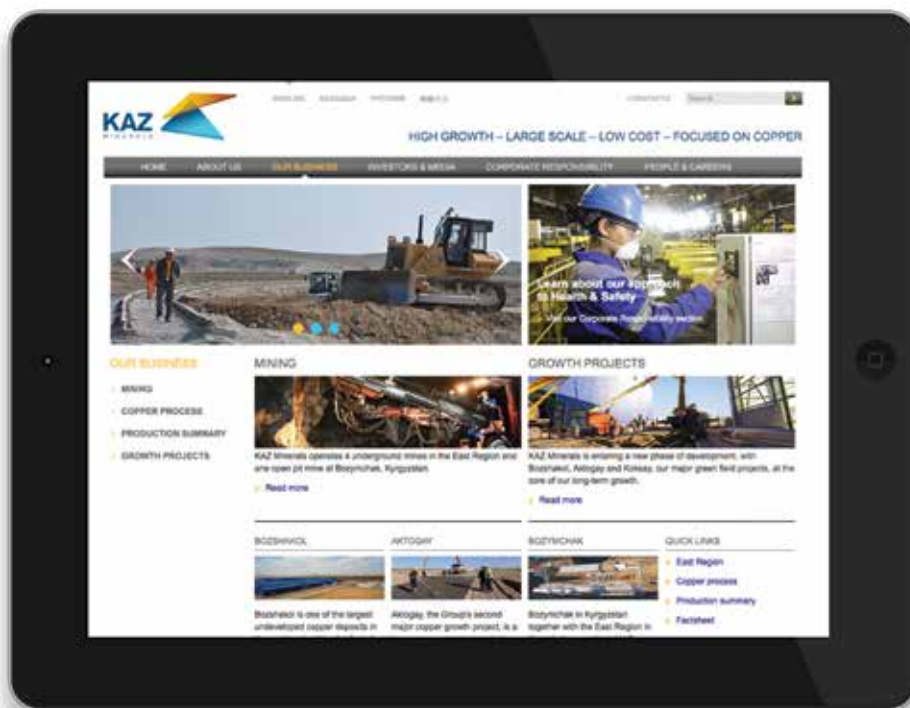 KAZ
MINERALS
Search
HIGH GROWTH – LARGE SCALE – LOW COST – FOCUSED ON COPPER
HOME ABOUT US OUR BUSINESS INVESTORS & MEDIA CORPORATE RESPONSIBILITY PEOPLE & CAREERS
Learn about our approach
to Health & Safety
Visit our Corporate Responsibility section
OUR BUSINESS
MINING
COPPER PROCESS
PRODUCTION SUMMARY
GROWTH PROJECTS
MINING
KAZ Minerals operates 4 underground mines in the East Region and
one open pit mine at Bozymchak, Kyrgyzstan.
Read more
GROWTH PROJECTS
KAZ Minerals is entering a new phase of development, with
Bozshakol, Aktogay and Koksay, our major green field projects, at the
core of our long-term growth.
Read more
BOZSHAKOL
Bozshakol is one of the largest
undeveloped copper deposits in
AKTOGAY
Aktogay, the Group's second
major copper growth project, is a
BOZYMCHAK
Bozymchak in Kyrgyzstan
together with the East Region in
QUICK LINKS
East Region
Copper process
Production summary
Factsheet